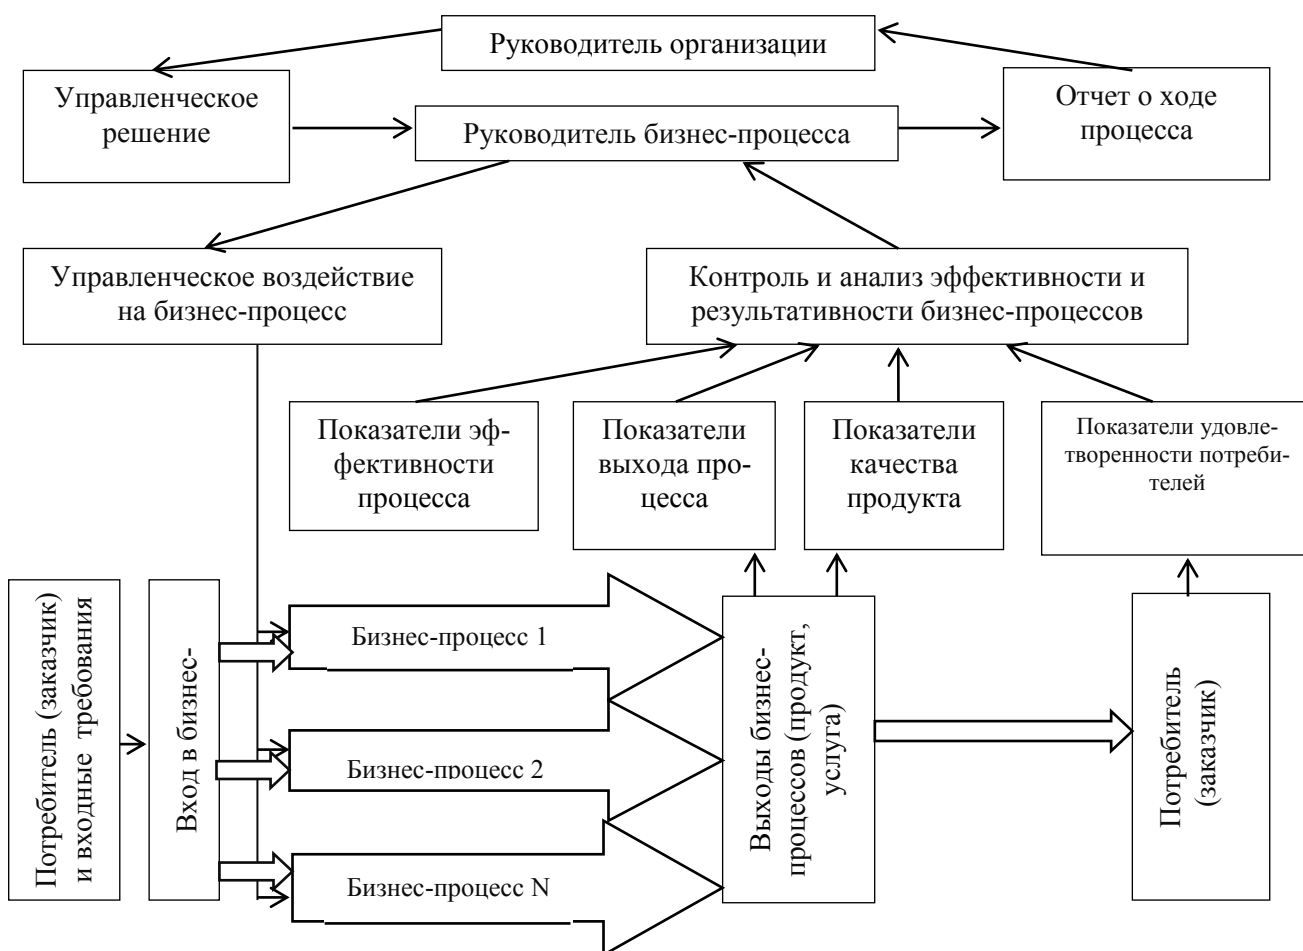 Руководитель организации
Управленческое
решение
Отчет о ходе
процесса
Руководитель бизнес-процесса
Управленческое воздействие
на бизнес-процесс
Контроль и анализ эффективности и
результативности бизнес-процессов
Показатели эф-
фективности
процесса
Показатели
выхода про-
цесса
Показатели
качества
продукта
Показатели удовле-
творенности потреби-
телей
Потребитель (заказчик)
и входные требования
Вход в бизнес-
Бизнес-процесс 1
Бизнес-процесс 2
Бизнес-процесс N
Выходы бизнес-
процессов (продукт,
услуга)
Потребитель
(заказчик)